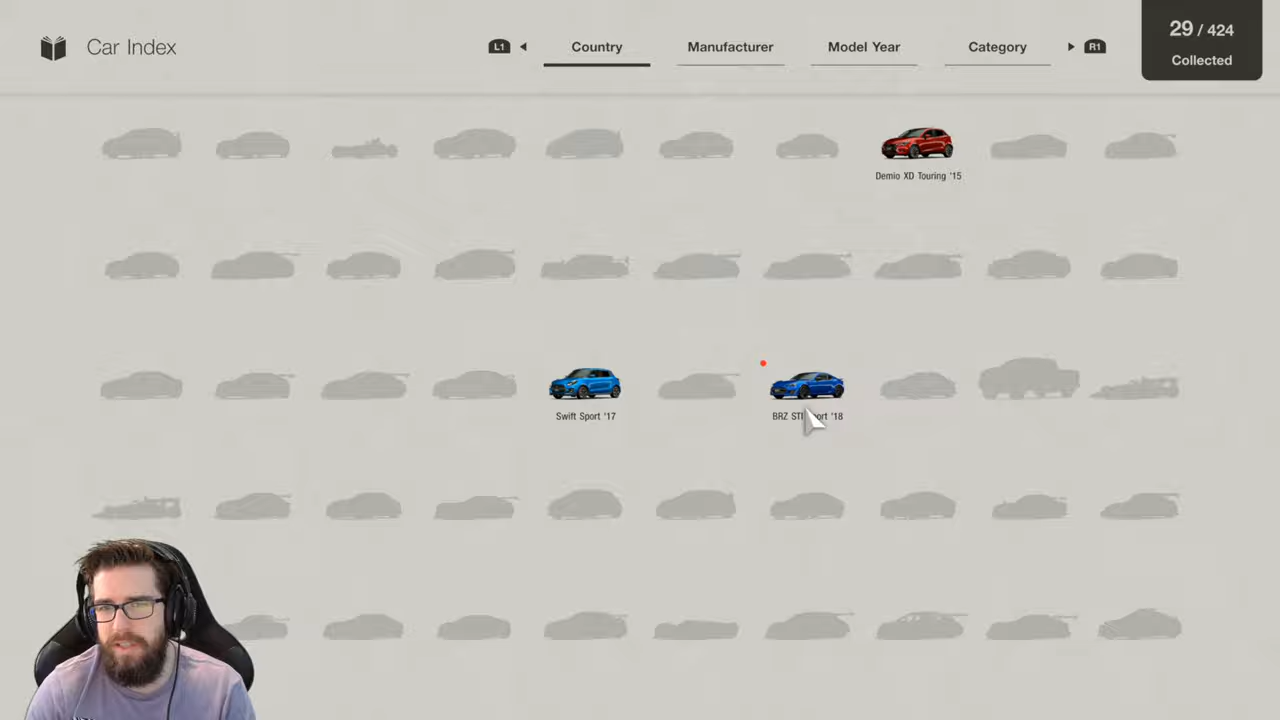 Car Index
L1
Country
Manufacturer
Model Year
Category
R1
29 / 424
Collected
Demio XD Touring '15
Swift Sport '17
BRZ STI ort '18